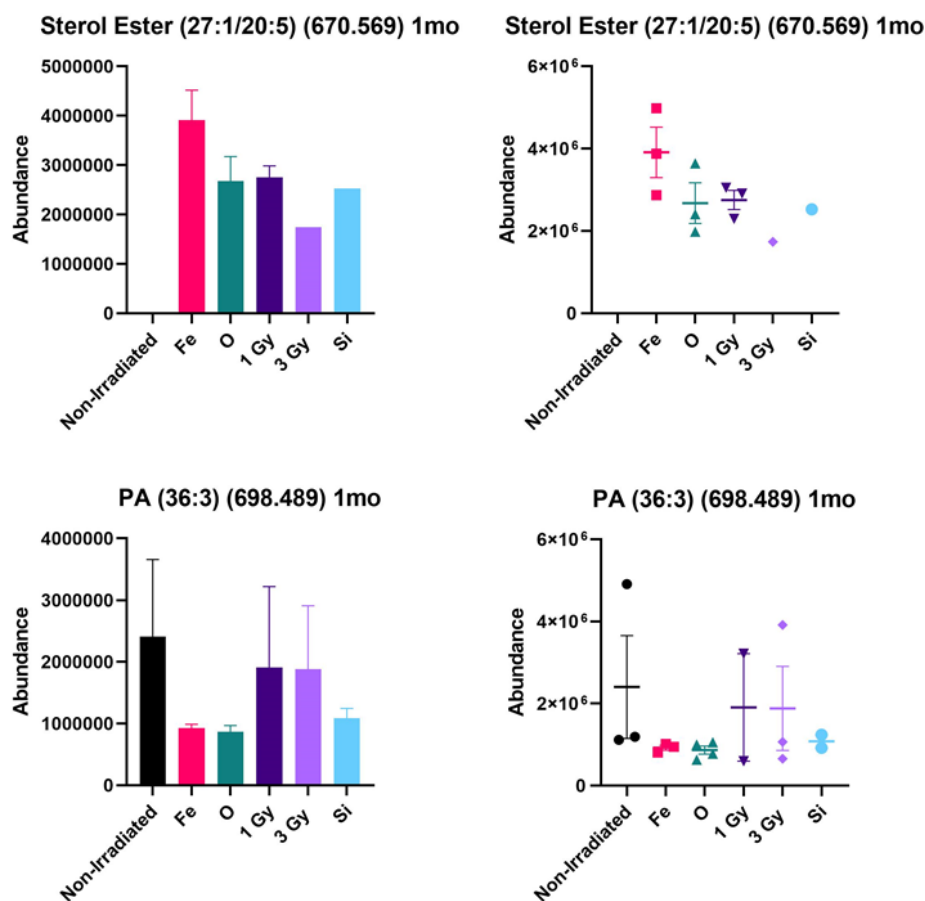 Sterol Ester (27:1/20:5) (670.569) 1mo
Abundance
5000000
4000000
3000000
2000000
1000000
0
Non-Irradiated
Fe
O
1 Gy
3 Gy
Si
Sterol Ester (27:1/20:5) (670.569) 1mo
Abundance
6×10⁶
4×10⁶
2×10⁶
0
Non-Irradiated
Fe
O
1 Gy
3 Gy
Si
PA (36:3) (698.489) 1mo
Abundance
4000000
3000000
2000000
1000000
0
Non-Irradiated
Fe
O
1 Gy
3 Gy
Si
PA (36:3) (698.489) 1mo
Abundance
6×10⁶
4×10⁶
2×10⁶
0
Non-Irradiated
Fe
O
1 Gy
3 Gy
Si